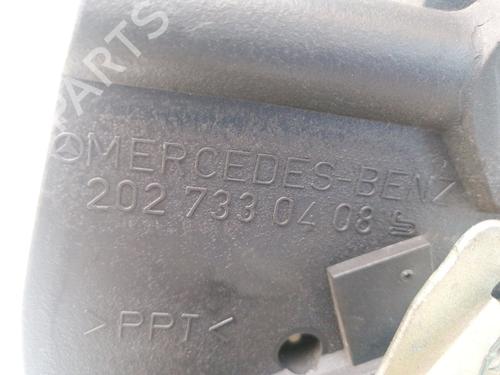 MERCEDES-BENZ
202 733 04 08
>PPT<
PARTS